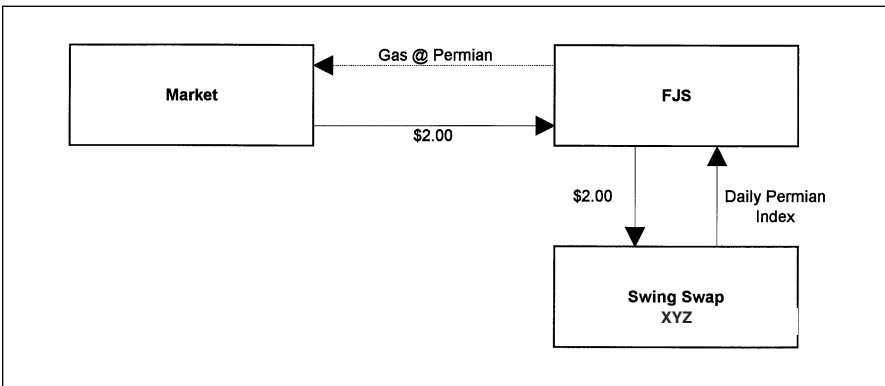 Gas @ Permian
Market
FJS
$2.00
$2.00
Daily Permian
Index
Swing Swap
XYZ